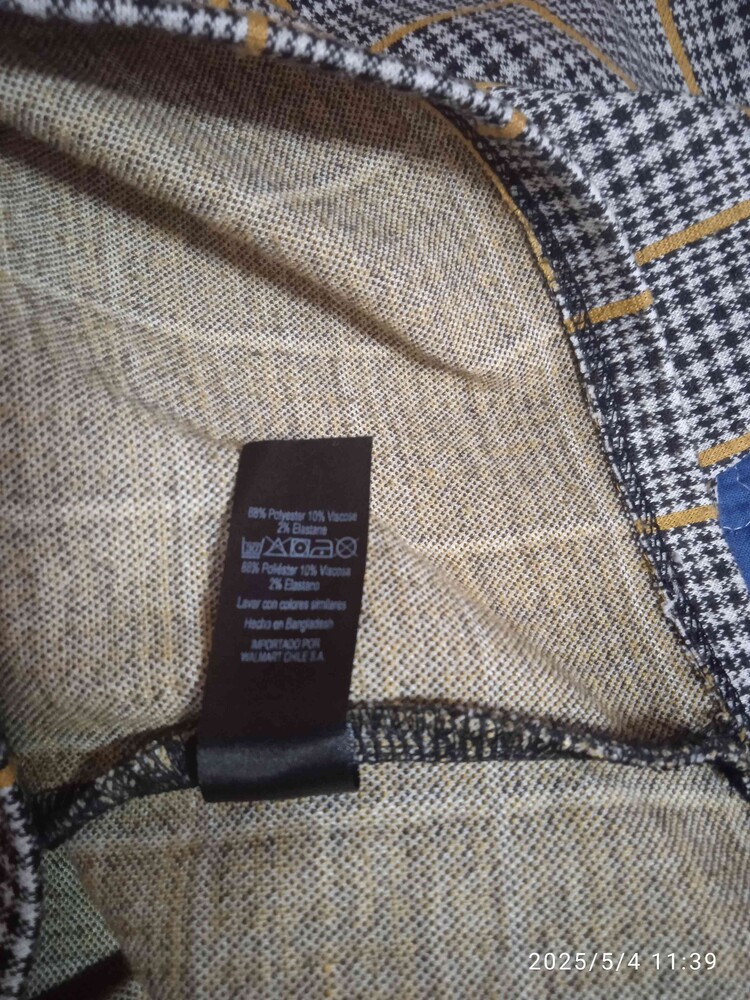 88% Polyester 10% Viscose
2% Elastane
30
88% Poliéster 10% Viscosa
2% Elastano
Lavar con colores similares
Hecho en Bangladesh
IMPORTADO POR
WALMART CHILE S.A.
2025/5/4 11:39